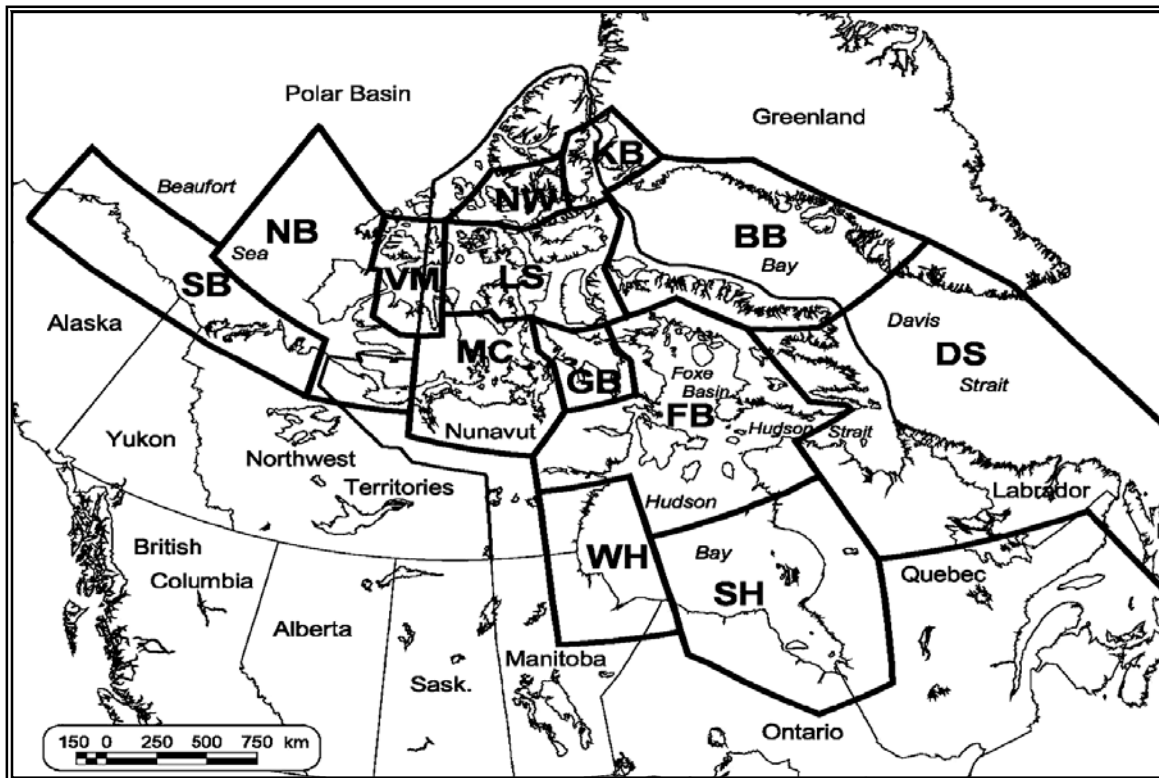 Polar Basin
Greenland
KB
NW
Beaufort
NB
Sea
BB
Bay
SB
VM
LS
Alaska
Davis
DS
Strait
MC
GB
Foxe
Basin
FB
Hudson
Strait
Yukon
Nunavut
Northwest
Territories
Hudson
Labrador
British
Columbia
WH
Bay
SH
Quebec
Alberta
Manitoba
Sask.
Ontario
150 0 250 500 750 km